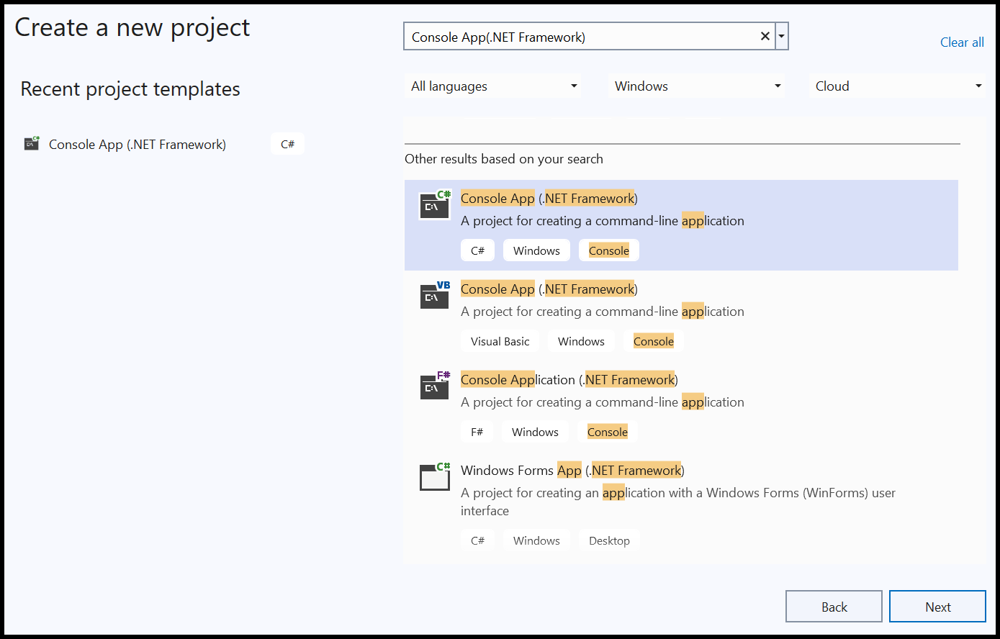 Create a new project
Console App(.NET Framework)
Clear all
Recent project templates
All languages
Windows
Cloud
C#
Console App (.NET Framework)
C#
Other results based on your search
C#
C:\
Console App (.NET Framework)
A project for creating a command-line application
C#
Windows
Console
VB
C:\
Console App (.NET Framework)
A project for creating a command-line application
Visual Basic
Windows
Console
F#
C:\
Console Application (.NET Framework)
A project for creating a command-line application
F#
Windows
Console
C#
Windows Forms App (.NET Framework)
A project for creating an application with a Windows Forms (WinForms) user
interface
C#
Windows
Desktop
Back
Next